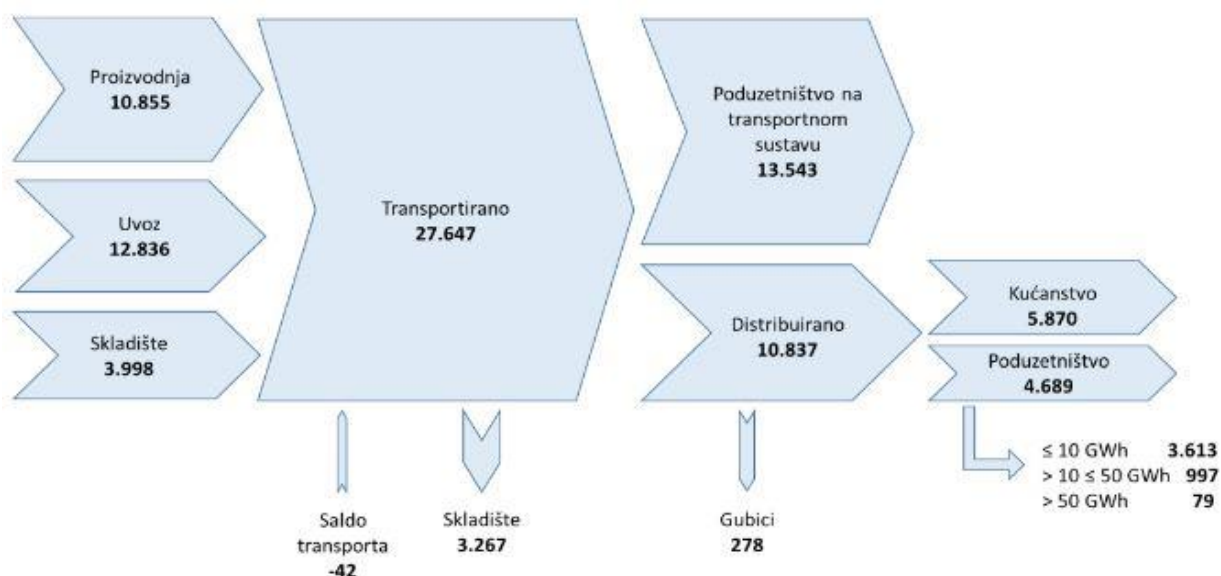 Proizvodnja
10.855
Uvoz
12.836
Skladište
3.998
Transportirano
27.647
Poduzetništvo na
transportnom
sustavu
13.543
Distribuirano
10.837
Kućanstvo
5.870
Poduzetništvo
4.689
≤ 10 GWh 3.613
> 10 ≤ 50 GWh 997
> 50 GWh 79
Saldo
transporta
-42
Skladište
3.267
Gubici
278